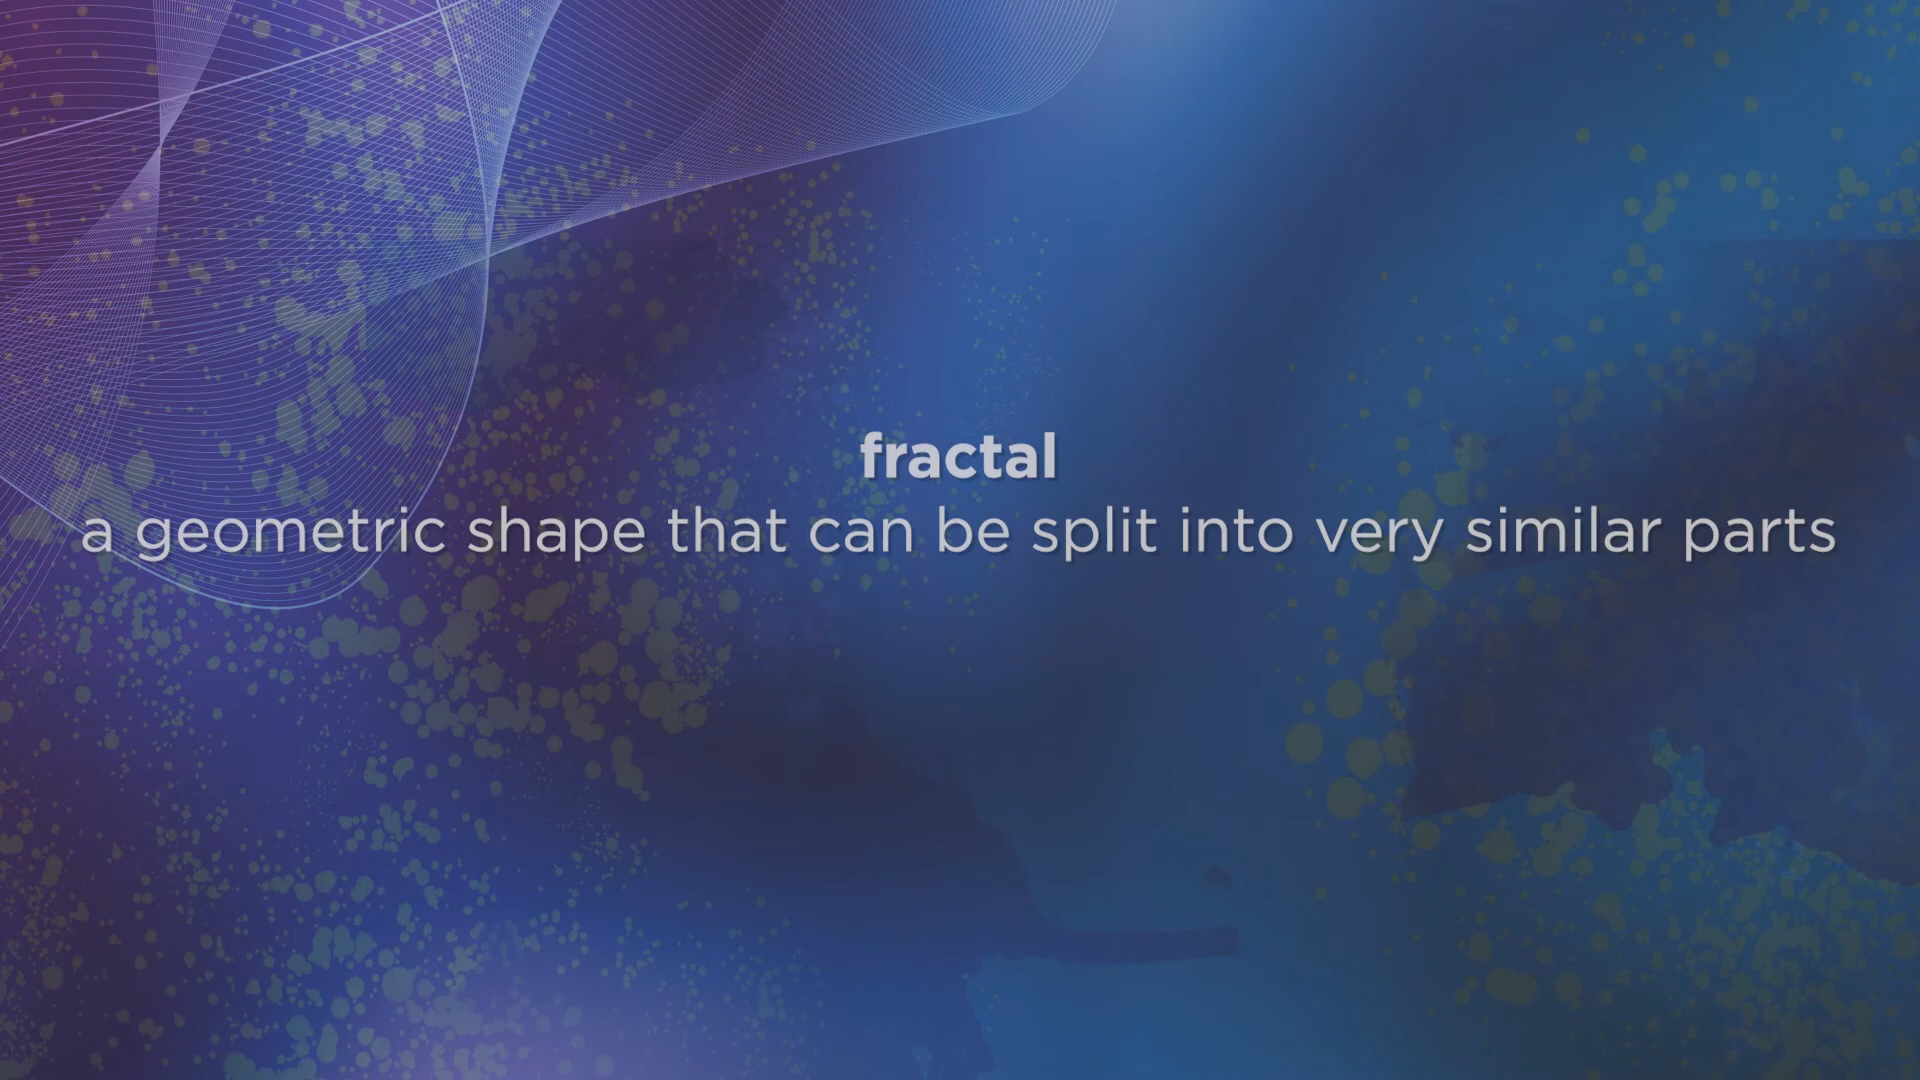 fractal
a geometric shape that can be split into very similar parts